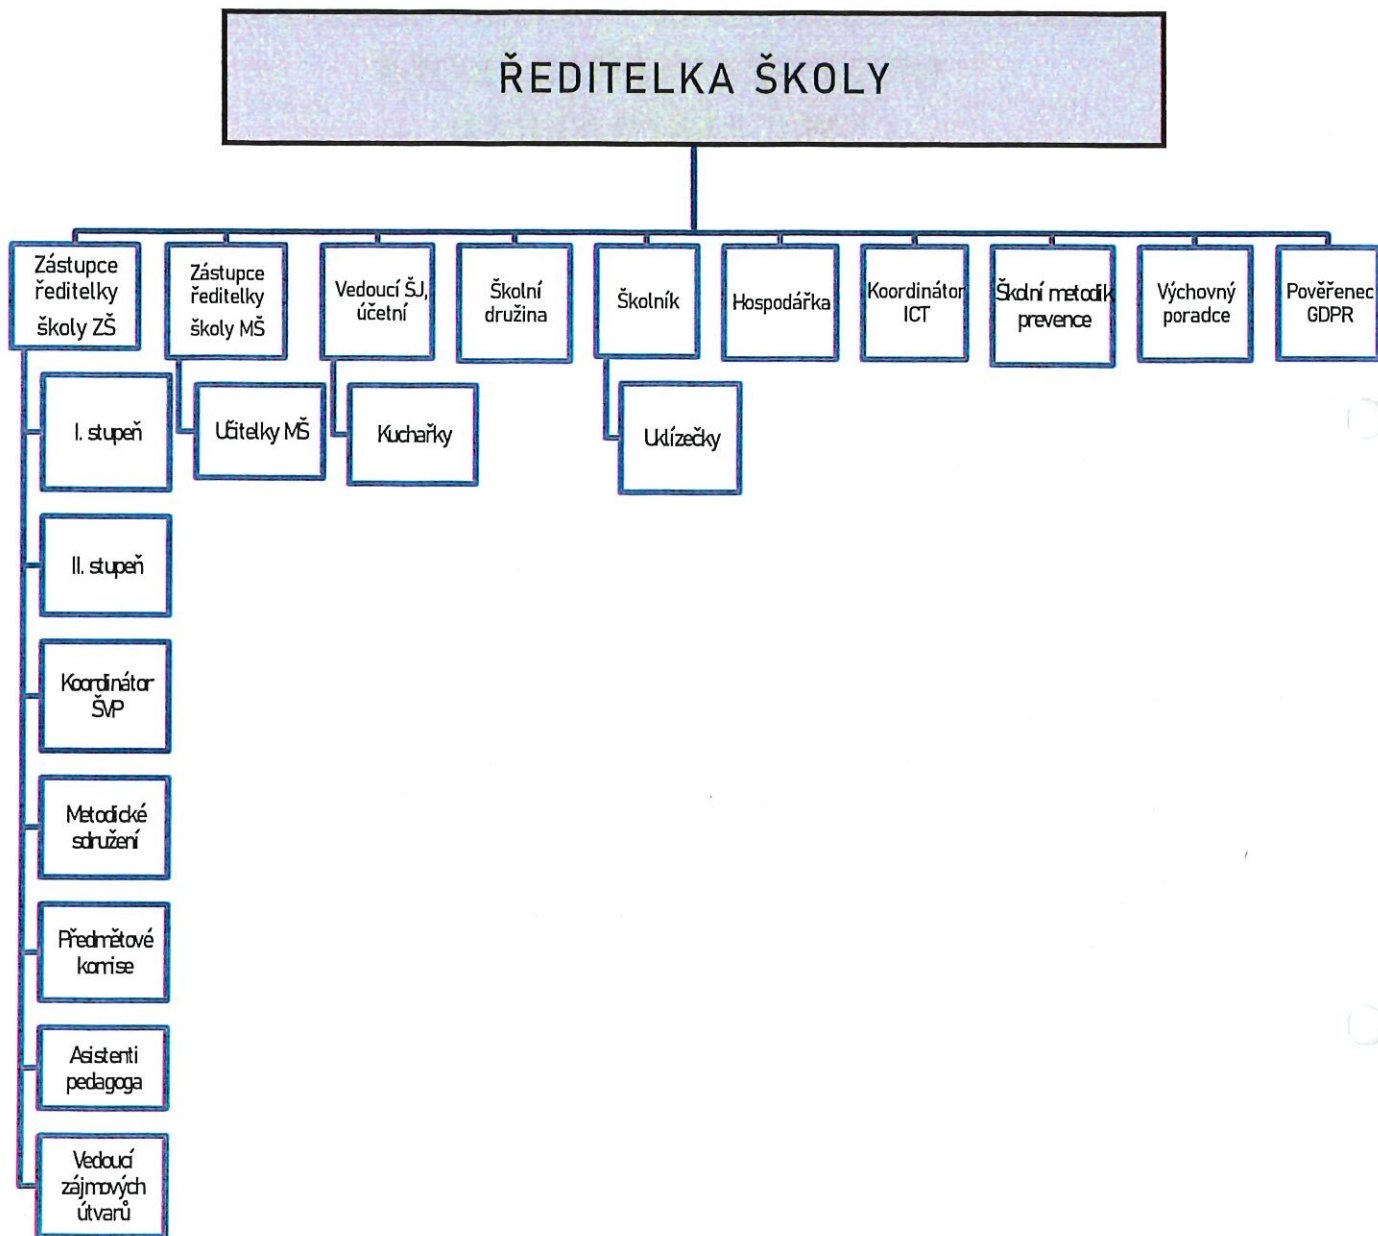 ŘEDITELKA ŠKOLY
Zástupce
ředitelky
školy ZŠ
Zástupce
ředitelky
školy MŠ
Vedoucí ŠJ,
účetní
Školní
družina
Školník
Hospodářka
Koordinátor
ICT
Školní metodik
prevence
Výchovný
poradce
Pověřenec
GDPR
I. stupeň
Učitelky MŠ
Kuchařky
Uklízečky
II. stupeň
Koordinátor
ŠVP
Metodické
sdružení
Předmětové
komise
Asistenti
pedagoga
Vedoucí
zájmových
útvarů